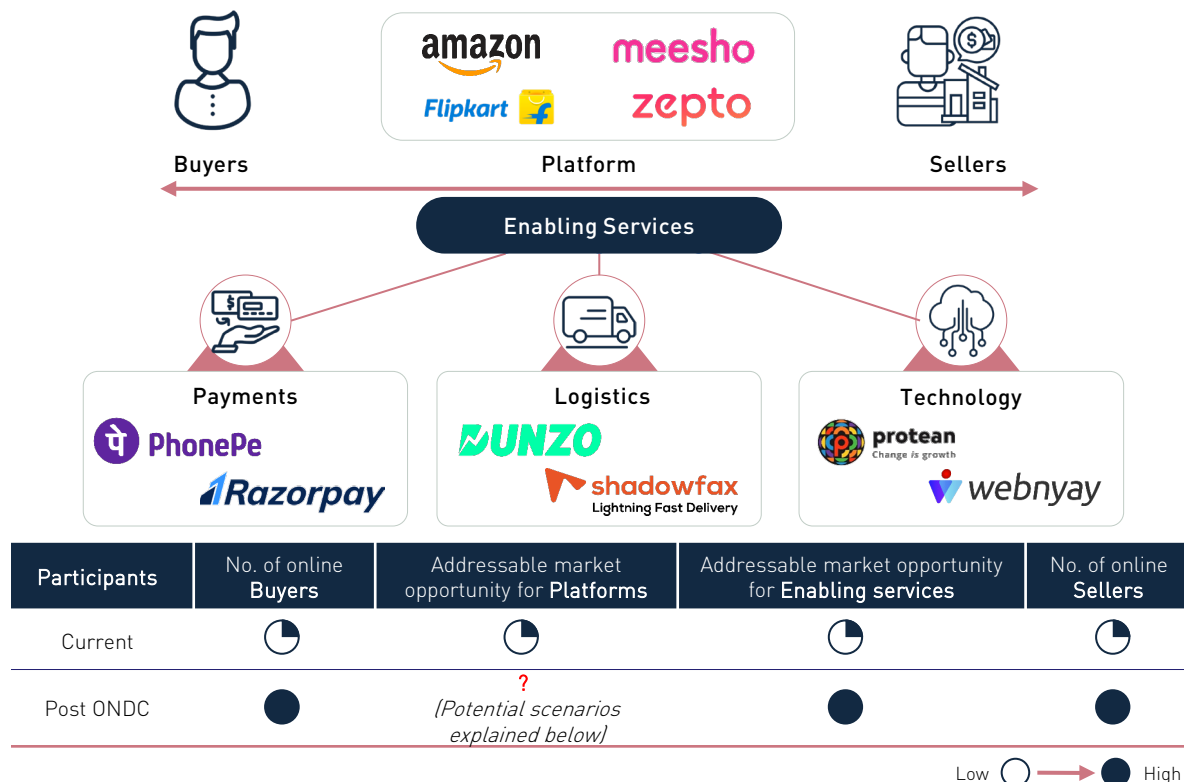 amazon
meesho
Flipkart
zepto
Buyers
Platform
Sellers
Enabling Services
Payments
Logistics
Technology
पे PhonePe
Razorpay
DUNZO
shadowfax
Lightning Fast Delivery
protean
Change is growth
webnyay
Participants
No. of online
Buyers
Addressable market
opportunity for Platforms
Addressable market opportunity
for Enabling services
No. of online
Sellers
Current
Post ONDC
?
(Potential scenarios
explained below)
Low
High